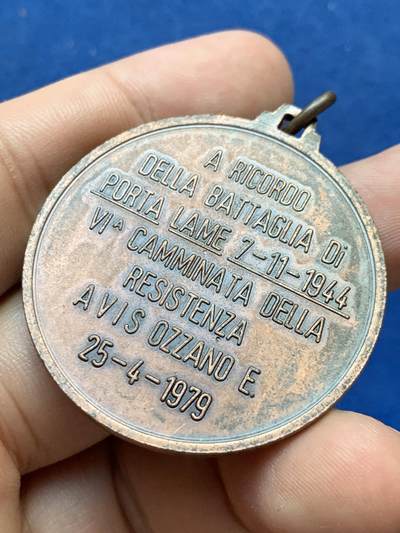 A RICORDO
DELLA BATTAGLIA DI
PORTA LAME 7-11-1944
VIª CAMMINATA DELLA
RESISTENZA
AVIS OZZANO E.
25-4-1979